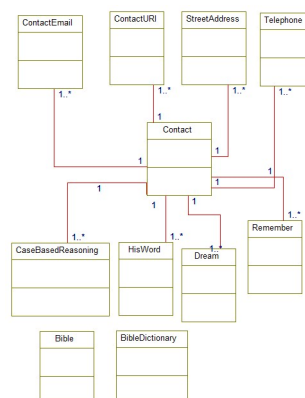 ContactEmail
ContactURI
StreetAddress
Telephone
1..*
1..*
1..*
1..*
1
Contact
1
1
1
1
1
1
1
1..*
CaseBasedReasoning
1..*
HisWord
1..*
Dream
1..*
Remember
Bible
BibleDictionary